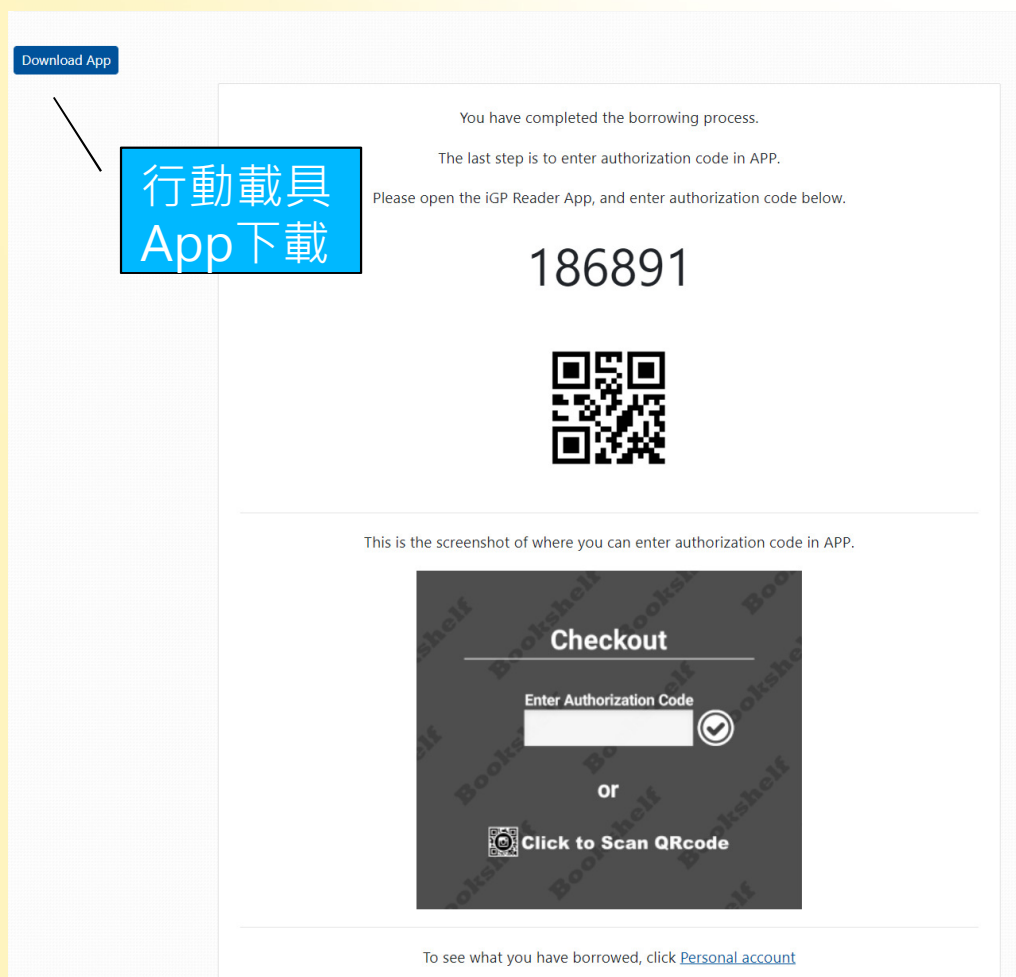 Download App
行動載具
App下載
You have completed the borrowing process.
The last step is to enter authorization code in APP.
Please open the iGP Reader App, and enter authorization code below.
186891
This is the screenshot of where you can enter authorization code in APP.
Checkout
Enter Authorization Code
or
Click to Scan QRcode
Bookshelf
To see what you have borrowed, click Personal account